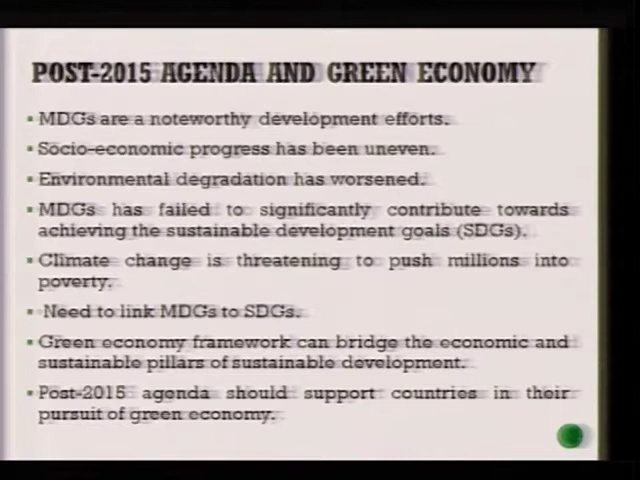 POST-2015 AGENDA AND GREEN ECONOMY
▪ MDGs are a noteworthy development efforts.
▪ Socio-economic progress has been uneven.
▪ Environmental degradation has worsened.
▪ MDGs has failed to significantly contribute towards
achieving the sustainable development goals (SDGs).
▪ Climate change is threatening to push millions into
poverty.
▪ Need to link MDGs to SDGs.
▪ Green economy framework can bridge the economic and
sustainable pillars of sustainable development.
▪ Post-2015 agenda should support countries in their
pursuit of green economy.